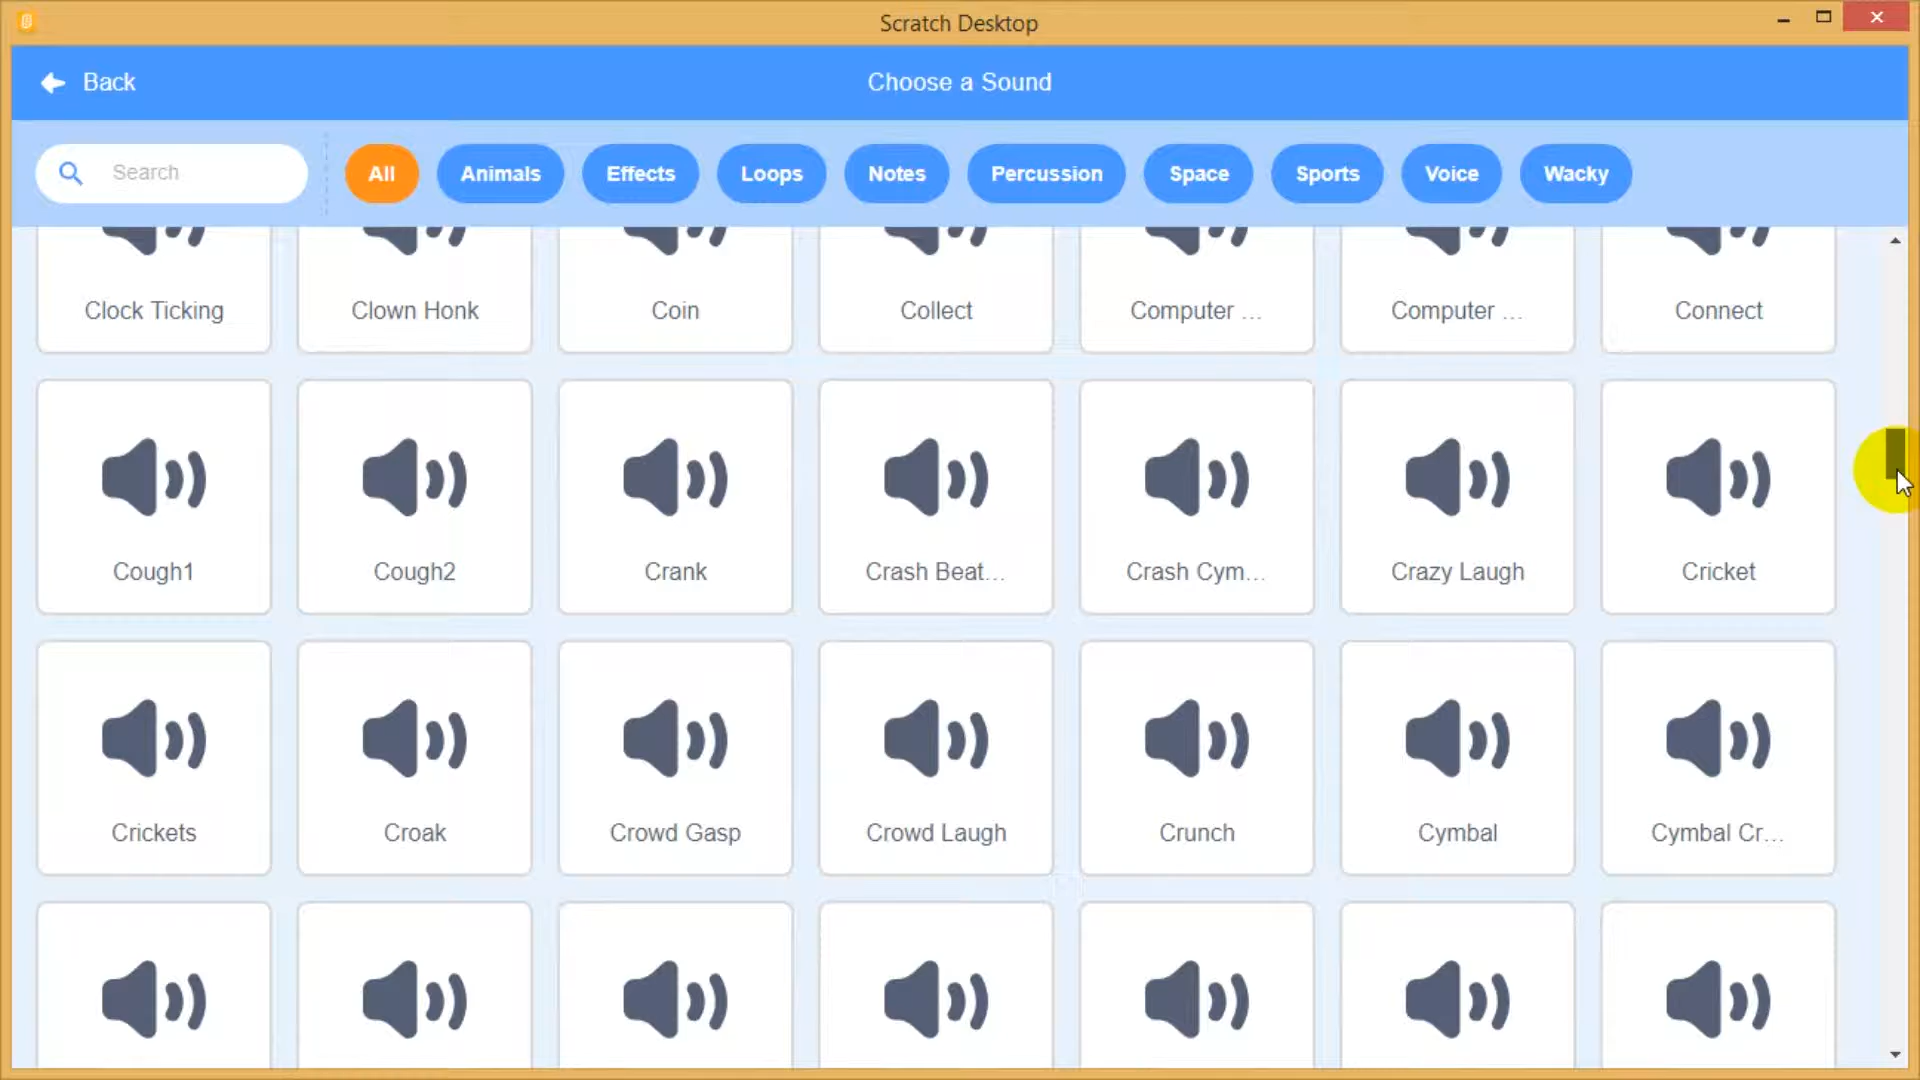 Scratch Desktop
Back
Choose a Sound
Search
All
Animals
Effects
Loops
Notes
Percussion
Space
Sports
Voice
Wacky
Clock Ticking
Clown Honk
Coin
Collect
Computer ...
Computer ...
Connect
Cough1
Cough2
Crank
Crash Beat...
Crash Cym...
Crazy Laugh
Cricket
Crickets
Croak
Crowd Gasp
Crowd Laugh
Crunch
Cymbal
Cymbal Cr...